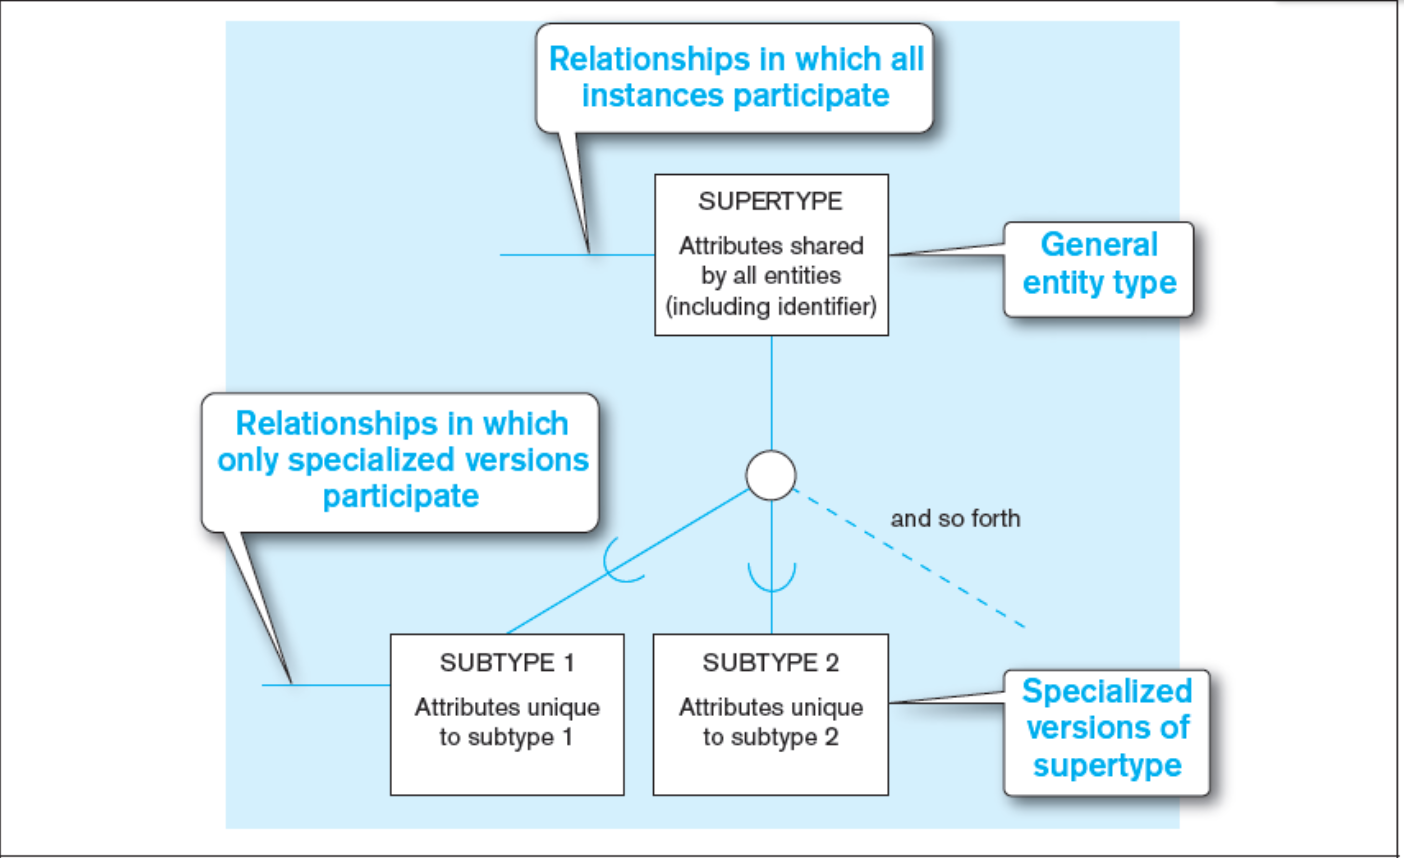 Relationships in which all
instances participate
SUPERTYPE
Attributes shared
by all entities
(including identifier)
General
entity type
Relationships in which
only specialized versions
participate
and so forth
SUBTYPE 1
Attributes unique
to subtype 1
SUBTYPE 2
Attributes unique
to subtype 2
Specialized
versions of
supertype